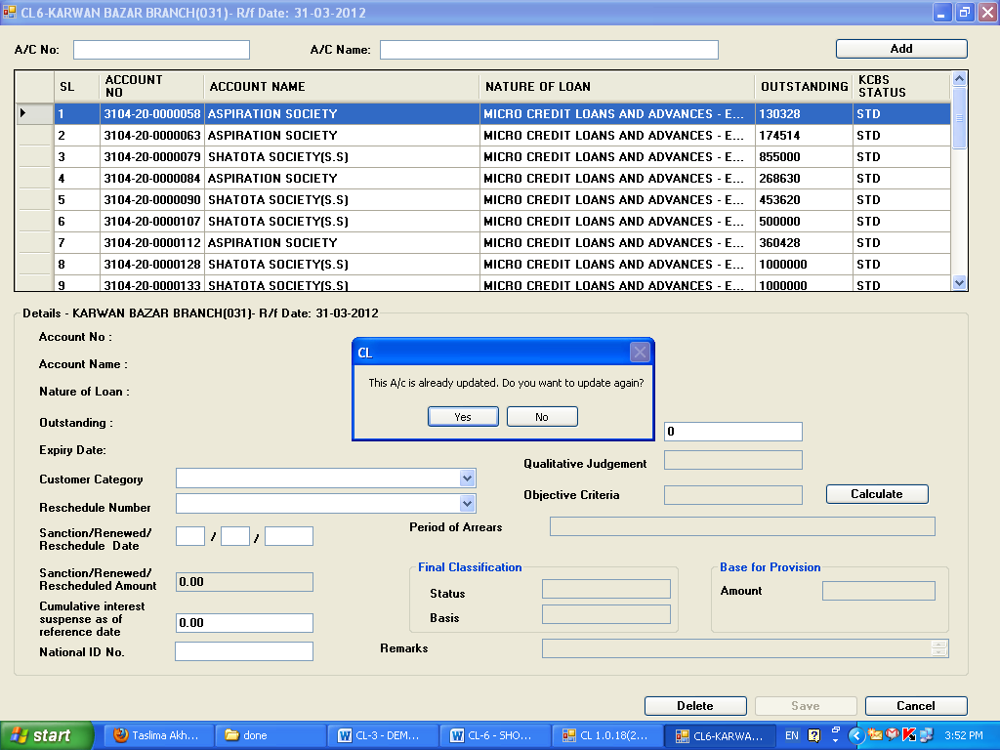 CL6-KARWAN BAZAR BRANCH(031)- R/f Date: 31-03-2012
A/C No: A/C Name: Add
SL ACCOUNT NO ACCOUNT NAME NATURE OF LOAN OUTSTANDING KCBS STATUS
1 3104-20-0000058 ASPIRATION SOCIETY MICRO CREDIT LOANS AND ADVANCES - E... 130328 STD
2 3104-20-0000063 ASPIRATION SOCIETY MICRO CREDIT LOANS AND ADVANCES - E... 174514 STD
3 3104-20-0000079 SHATOTA SOCIETY(S.S) MICRO CREDIT LOANS AND ADVANCES - E... 855000 STD
4 3104-20-0000084 ASPIRATION SOCIETY MICRO CREDIT LOANS AND ADVANCES - E... 268630 STD
5 3104-20-0000090 SHATOTA SOCIETY(S.S) MICRO CREDIT LOANS AND ADVANCES - E... 453620 STD
6 3104-20-0000107 SHATOTA SOCIETY(S.S) MICRO CREDIT LOANS AND ADVANCES - E... 500000 STD
7 3104-20-0000112 ASPIRATION SOCIETY MICRO CREDIT LOANS AND ADVANCES - E... 360428 STD
8 3104-20-0000128 SHATOTA SOCIETY(S.S) MICRO CREDIT LOANS AND ADVANCES - E... 1000000 STD
9 3104-20-0000133 SHATOTA SOCIETY(S.S) MICRO CREDIT LOANS AND ADVANCES - E... 1000000 STD
Details - KARWAN BAZAR BRANCH(031)- R/f Date: 31-03-2012
Account No :
Account Name :
Nature of Loan :
Outstanding :
Expiry Date:
Customer Category
Reschedule Number
Sanction/Renewed/
Reschedule Date
/ /
Sanction/Renewed/
Rescheduled Amount
0.00
Cumulative interest
suspense as of
reference date
0.00
National ID No.
CL
This A/c is already updated. Do you want to update again?
Yes No
0
Qualitative Judgement
Objective Criteria
Calculate
Period of Arrears
Final Classification
Status
Basis
Base for Provision
Amount
Remarks
Delete Save Cancel
start Taslima Akh... done CL-3 - DEM... CL-6 - SHO... CL 1.0.18(2... CL6-KARWA... EN 3:52 PM